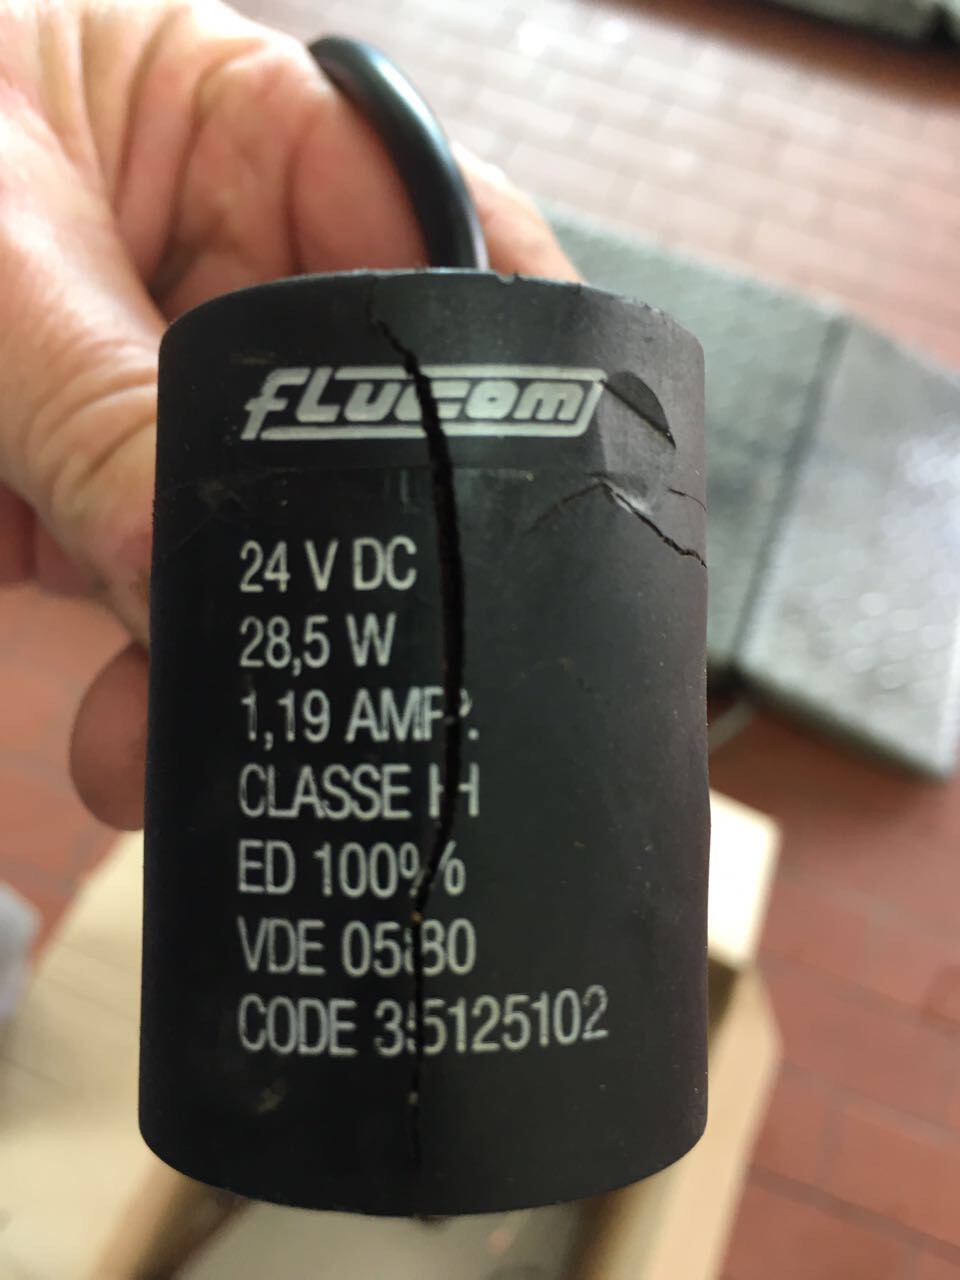 FLUCOM
24 V DC
28,5 W
1,19 AMP.
CLASSE H
ED 100%
VDE 0580
CODE 35125102